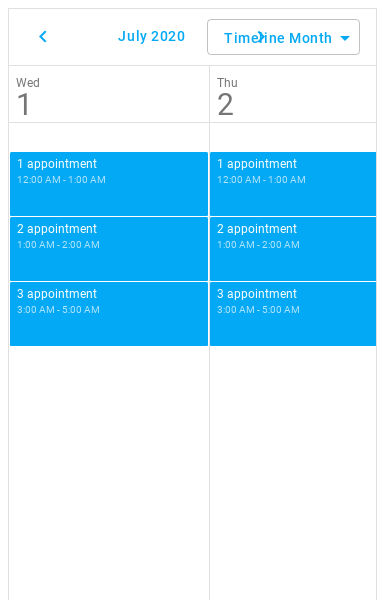 July 2020
Timeline Month
Wed
1
Thu
2
1 appointment
12:00 AM - 1:00 AM
2 appointment
1:00 AM - 2:00 AM
3 appointment
3:00 AM - 5:00 AM
1 appointment
12:00 AM - 1:00 AM
2 appointment
1:00 AM - 2:00 AM
3 appointment
3:00 AM - 5:00 AM